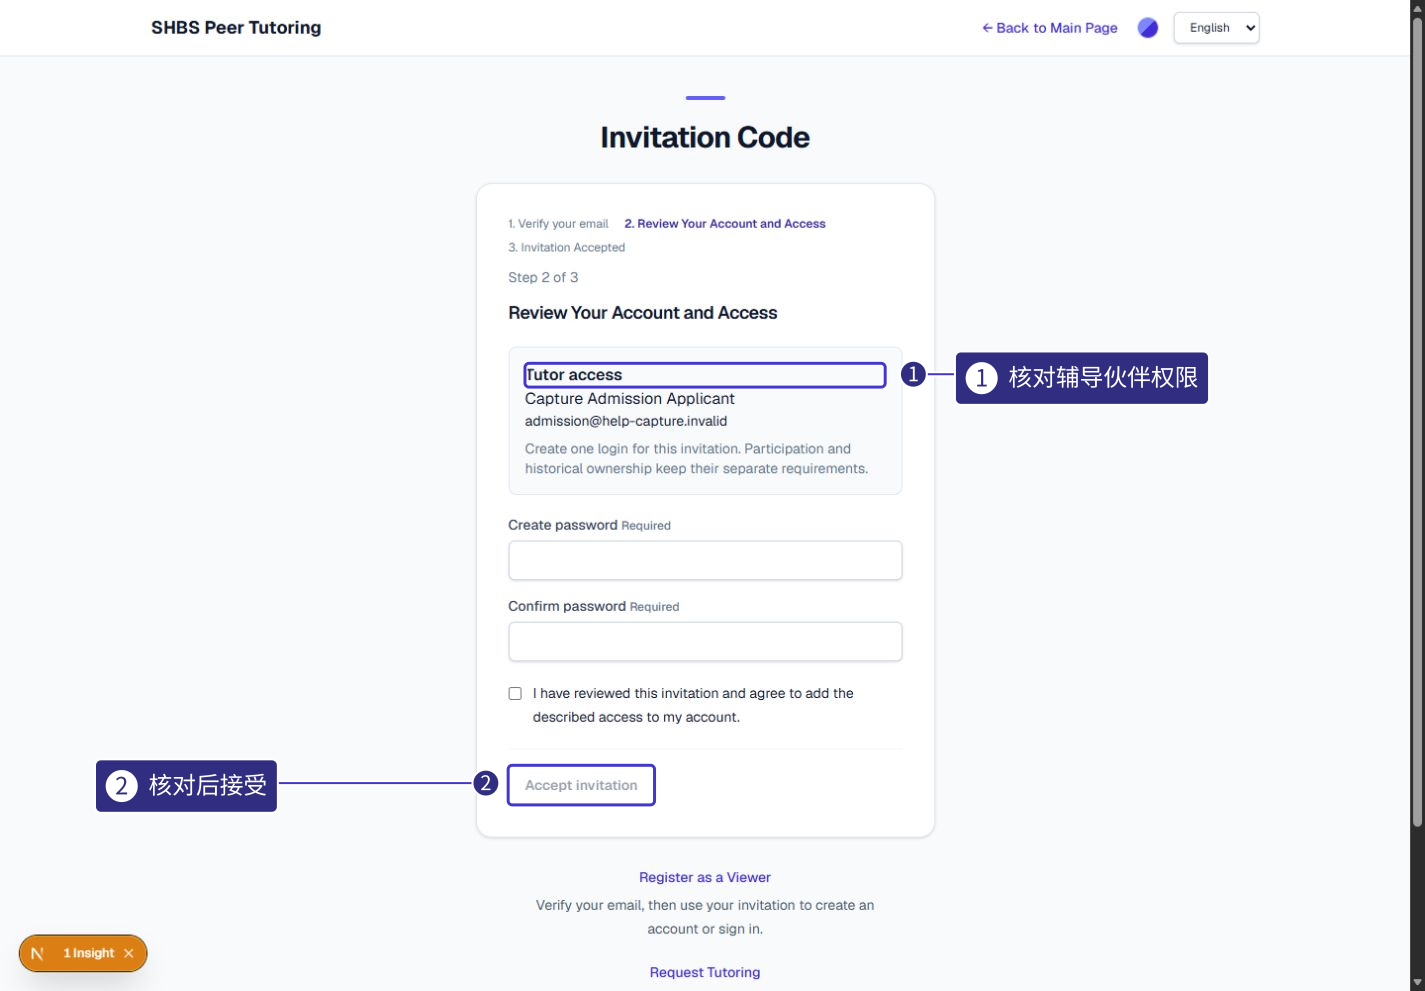 SHBS Peer Tutoring
← Back to Main Page
English
Invitation Code
1. Verify your email 2. Review Your Account and Access
3. Invitation Accepted
Step 2 of 3
Review Your Account and Access
Tutor access
1
1 核对辅导伙伴权限
Capture Admission Applicant
admission@help-capture.invalid
Create one login for this invitation. Participation and
historical ownership keep their separate requirements.
Create password Required
Confirm password Required
I have reviewed this invitation and agree to add the
described access to my account.
2 核对后接受
2
Accept invitation
Register as a Viewer
Verify your email, then use your invitation to create an
account or sign in.
N 1 Insight ×
Request Tutoring